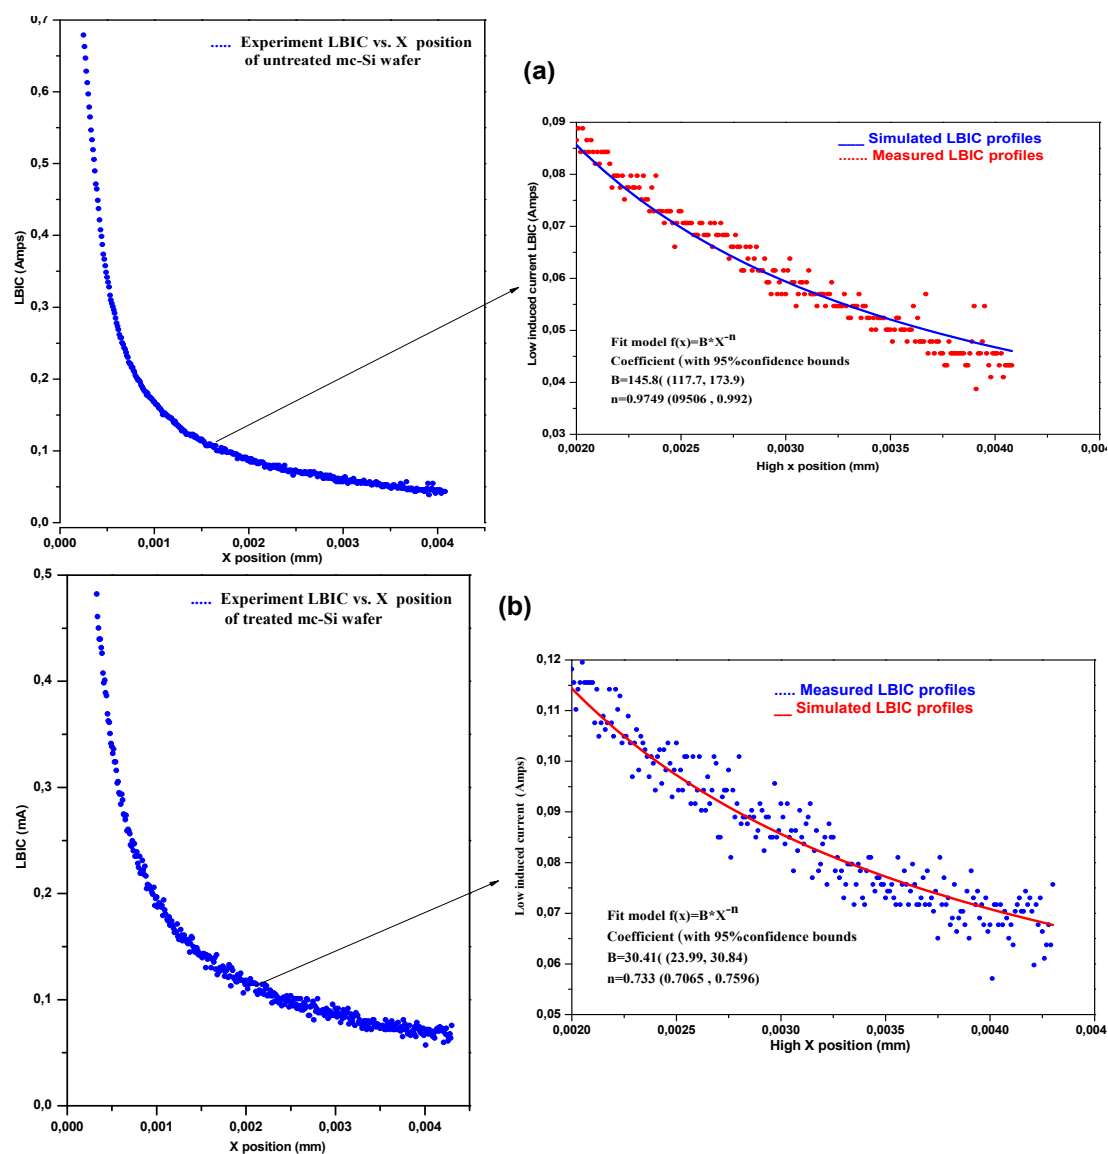 0,7
0,6
0,5
0,4
0,3
0,2
0,1
0,0
LBIC (Amps)
..... Experiment LBIC vs. X position
of untreated mc-Si wafer
0,000 0,001 0,002 0,003 0,004
X position (mm)
(a)
0,09
0,08
0,07
0,06
0,05
0,04
0,03
Low induced current LBIC (Amps)
___ Simulated LBIC profiles
....... Measured LBIC profiles
Fit model f(x)=B*X-n
Coefficient (with 95%confidence bounds
B=145.8( (117.7, 173.9)
n=0.9749 (09506 , 0.992)
0,0020 0,0025 0,0030 0,0035 0,0040 0,004
High x position (mm)
0,5
0,4
0,3
0,2
0,1
0,0
LBIC (mA)
..... Experiment LBIC vs. X position
of treated mc-Si wafer
0,000 0,001 0,002 0,003 0,004
X position (mm)
(b)
0,12
0,11
0,10
0,09
0,08
0,07
0,06
0,05
Low induced current (Amps)
..... Measured LBIC profiles
__ Simulated LBIC profiles
Fit model f(x)=B*X-n
Coefficient (with 95%confidence bounds
B=30.41( (23.99, 30.84)
n=0.733 (0.7065 , 0.7596)
0,0020 0,0025 0,0030 0,0035 0,0040 0,004
High X position (mm)